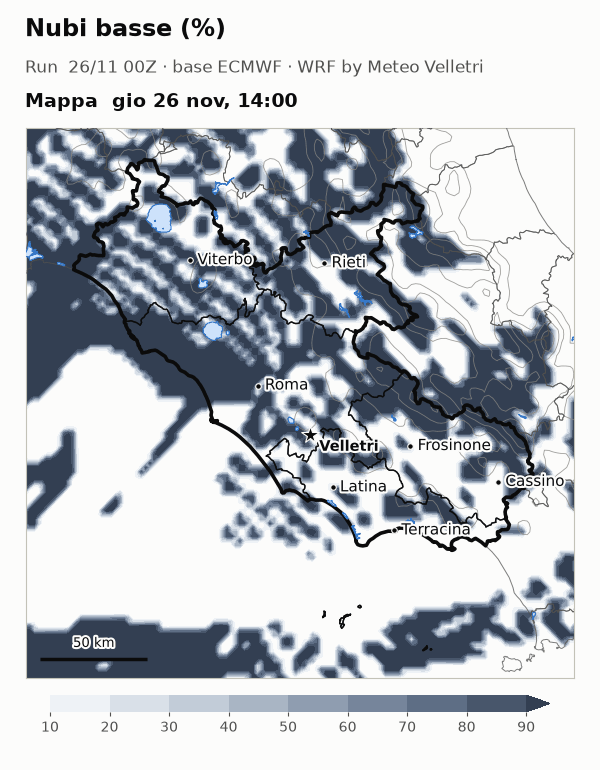 Nubi basse (%)
Run  26/11 00Z · base ECMWF · WRF by Meteo Velletri
Mappa  gio 26 nov, 14:00
Viterbo
Rieti
Roma
Velletri
Frosinone
Cassino
Latina
Terracina
50 km
10 20 30 40 50 60 70 80 90